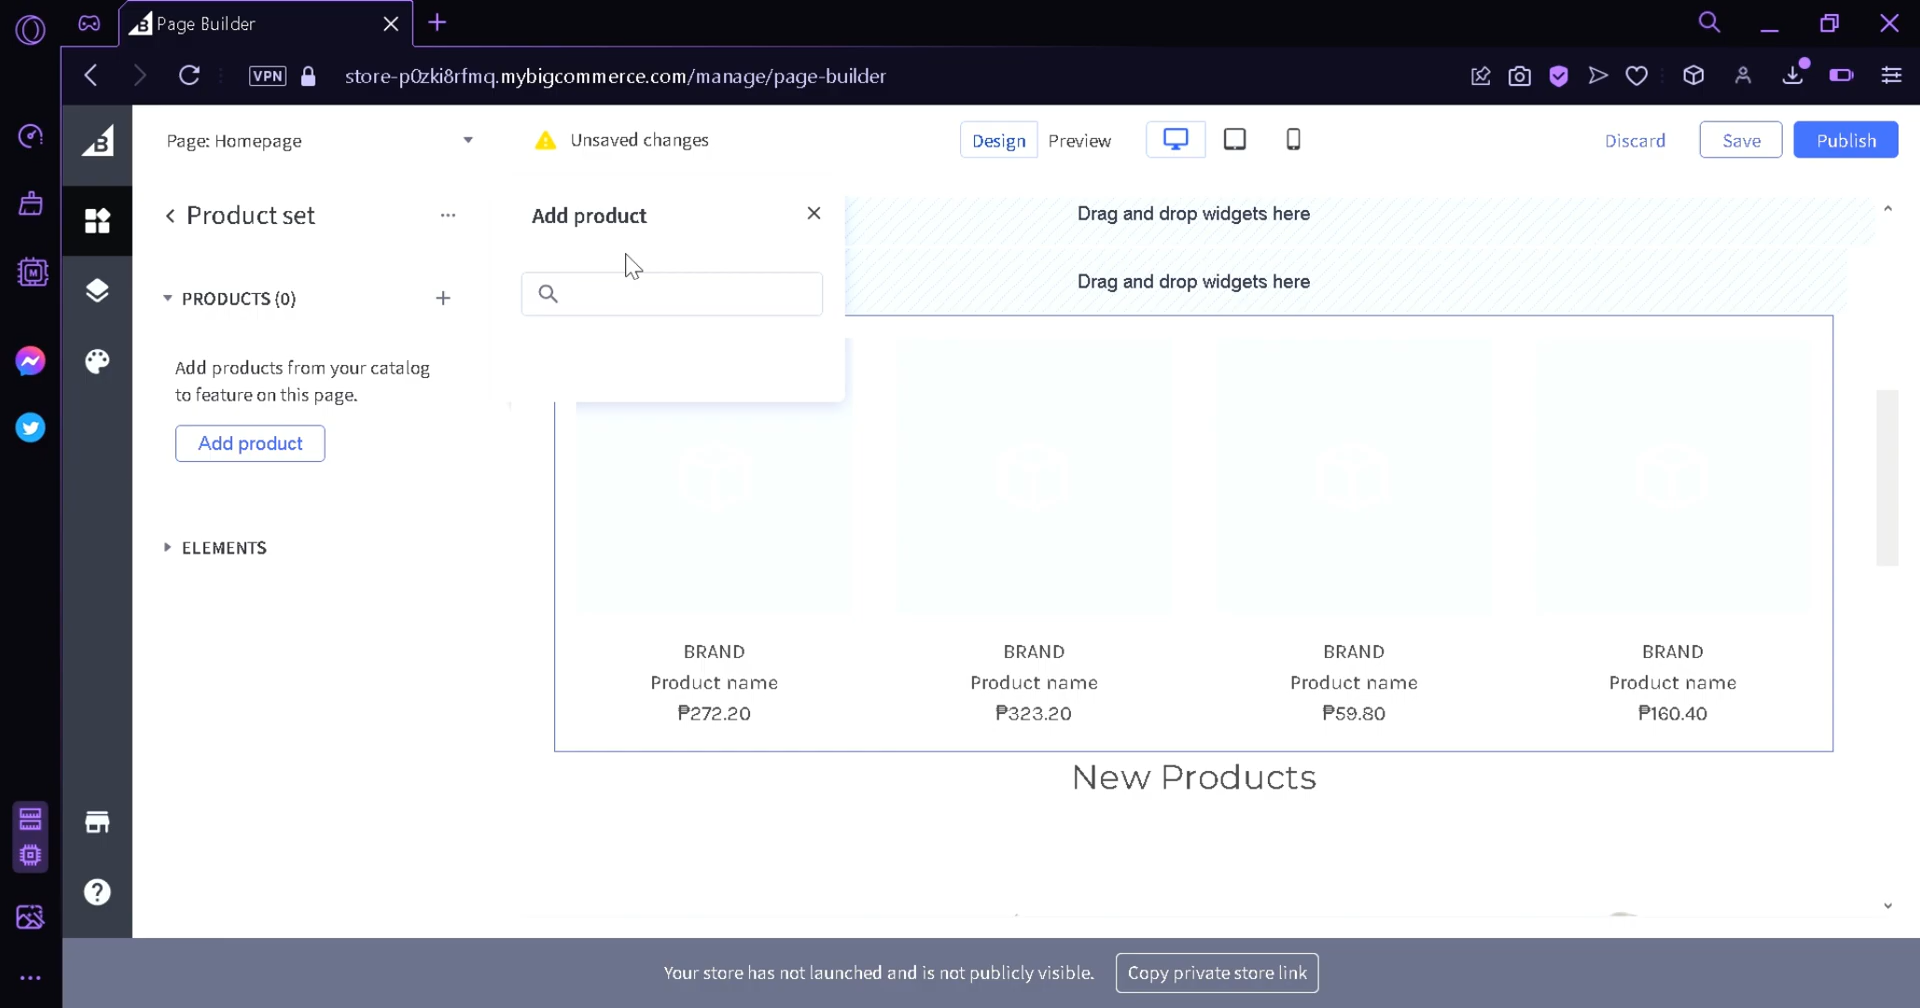 Page Builder
VPN
store-p0zki8rfmq.mybigcommerce.com/manage/page-builder
Page: Homepage
Unsaved changes
Design
Preview
Discard
Save
Publish
Product set
Add product
Drag and drop widgets here
Drag and drop widgets here
PRODUCTS (0)
Add products from your catalog
to feature on this page.
Add product
ELEMENTS
BRAND
Product name
₱272.20
BRAND
Product name
₱323.20
BRAND
Product name
₱59.80
BRAND
Product name
₱160.40
New Products
Your store has not launched and is not publicly visible.
Copy private store link